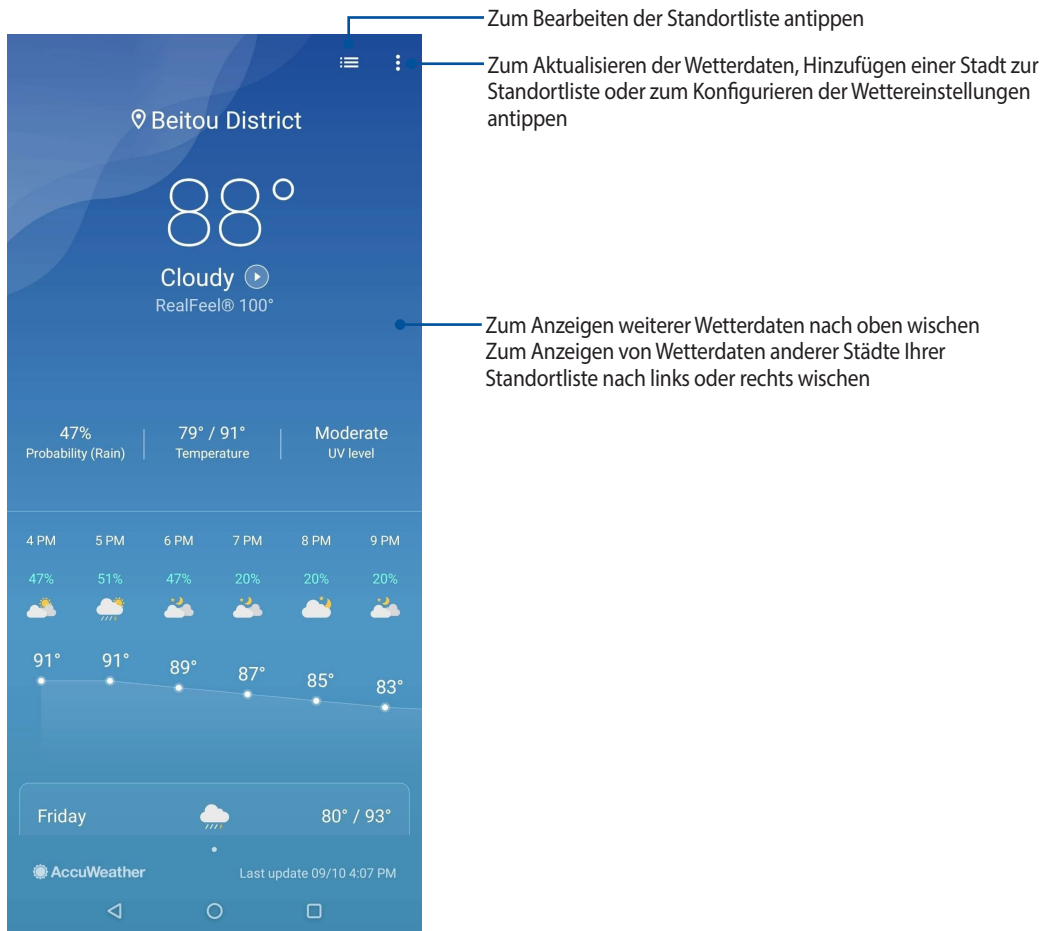 Zum Bearbeiten der Standortliste antippen
Zum Aktualisieren der Wetterdaten, Hinzufügen einer Stadt zur
Standortliste oder zum Konfigurieren der Wettereinstellungen
antippen
Beitou District
88°
Cloudy
RealFeel® 100°
Zum Anzeigen weiterer Wetterdaten nach oben wischen
Zum Anzeigen von Wetterdaten anderer Städte Ihrer
Standortliste nach links oder rechts wischen
47% 79° / 91° Moderate
Probability (Rain) Temperature UV level
4 PM 5 PM 6 PM 7 PM 8 PM 9 PM
47% 51% 47% 20% 20% 20%
91° 91° 89° 87° 85° 83°
Friday 80° / 93°
AccuWeather Last update 09/10 4:07 PM